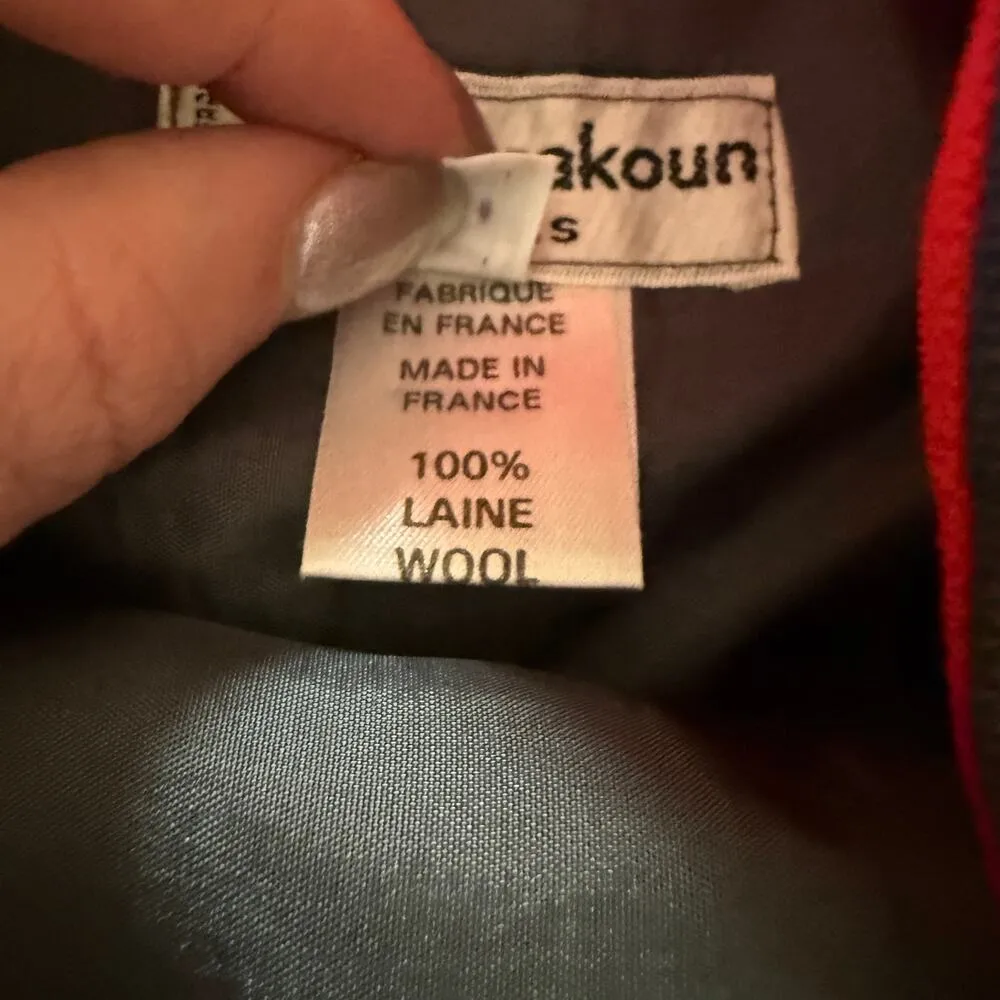 akoun
S
FABRIQUE
EN FRANCE
MADE IN
FRANCE
100%
LAINE
WOOL